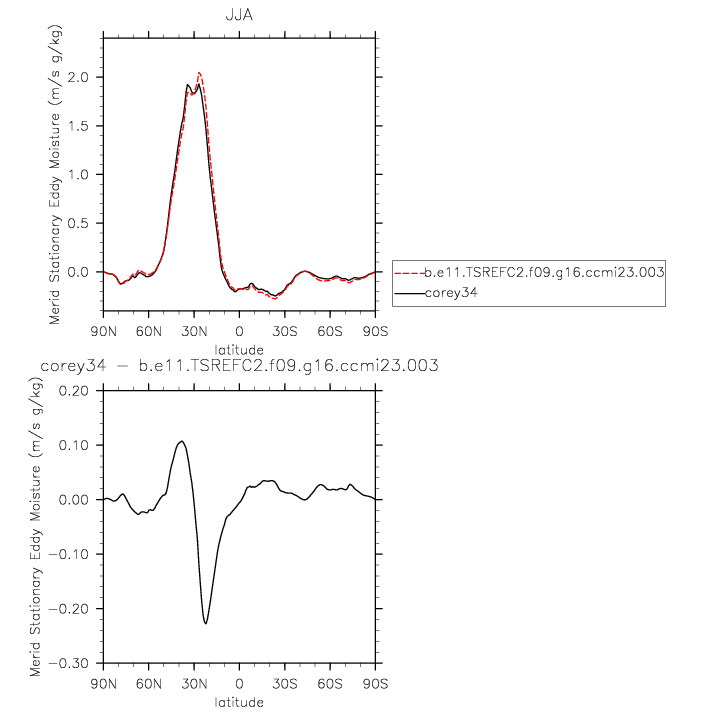 JJA
Merid Stationary Eddy Moisture (m/s g/kg)
2.0
1.5
1.0
0.5
0.0
90N 60N 30N 0 30S 60S 90S
latitude
b.e11.TSREFC2.f09.g16.ccmi23.003
corey34
corey34 - b.e11.TSREFC2.f09.g16.ccmi23.003
Merid Stationary Eddy Moisture (m/s g/kg)
0.20
0.10
0.00
-0.10
-0.20
-0.30
90N 60N 30N 0 30S 60S 90S
latitude